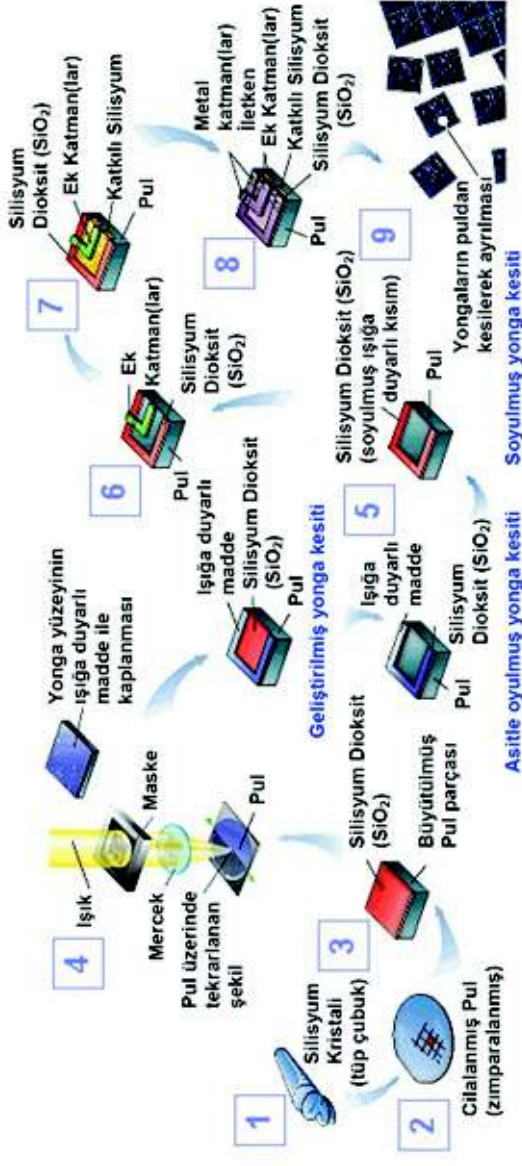 1
Silisyum
Kristali
(tüp çubuk)
2
Cilalanmış Pul
(zımparalanmış)
3
Silisyum Dioksit
(SiO₂)
Büyütülmüş
Pul parçası
4
Işık
Maske
Mercek
Pul üzerinde
tekrarlanan
şekil
Pul
Yonga yüzeyinin
ışığa duyarlı
madde ile
kaplanması
Işığa duyarlı
madde
Silisyum Dioksit
(SiO₂)
Pul
Geliştirilmiş yonga kesiti
Işığa
duyarlı
madde
Pul
Silisyum
Dioksit (SiO₂)
Asitle oyulmuş yonga kesiti
5
Silisyum Dioksit (SiO₂)
(soyulmuş ışığa
duyarlı kısım)
Pul
Soyulmuş yonga kesiti
6
Ek
Katman(lar)
Silisyum
Dioksit
(SiO₂)
Pul
7
Silisyum
Dioksit (SiO₂)
Ek Katman(lar)
Katkılı Silisyum
Pul
8
Metal
katman(lar)
İletken
Ek Katman(lar)
Katkılı Silisyum
Silisyum Dioksit
(SiO₂)
Pul
9
Yongaların puldan
kesilerek ayrılması